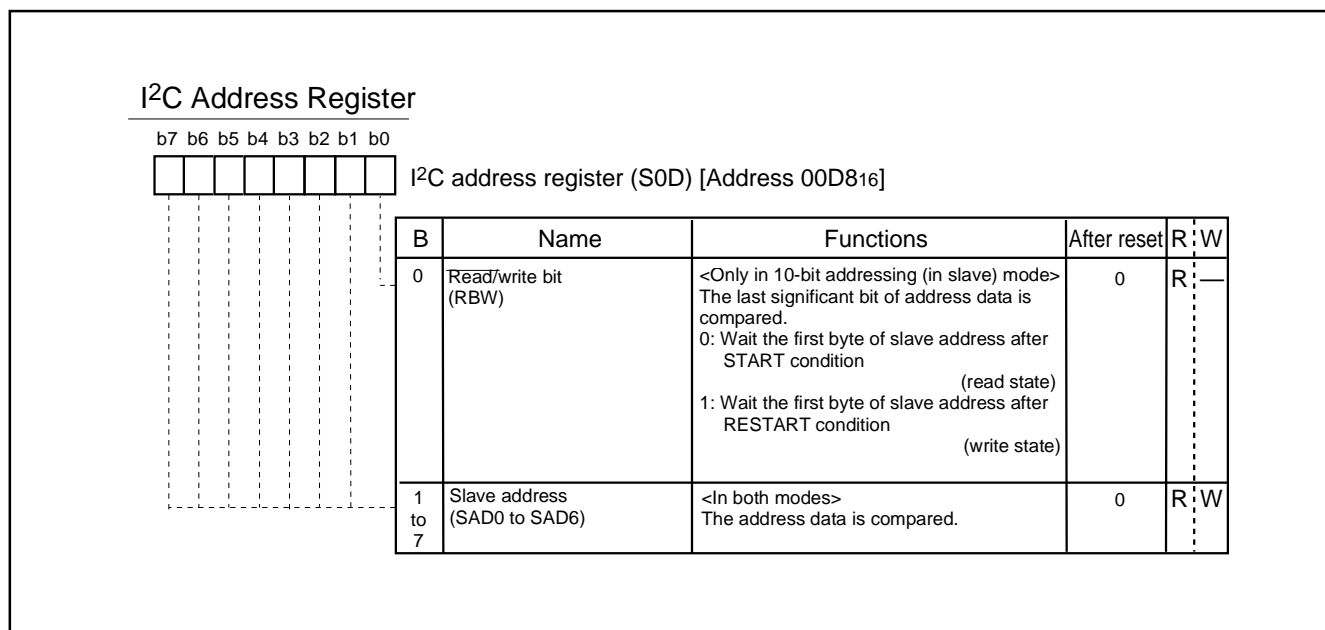 I2C Address Register
b7 b6 b5 b4 b3 b2 b1 b0
I2C address register (S0D) [Address 00D816]
B Name Functions After reset R W
0 Read/write bit <Only in 10-bit addressing (in slave) mode> 0 R —
(RBW) The last significant bit of address data is
compared.
0: Wait the first byte of slave address after
START condition
(read state)
1: Wait the first byte of slave address after
RESTART condition
(write state)
1 Slave address <In both modes> 0 R W
to (SAD0 to SAD6) The address data is compared.
7